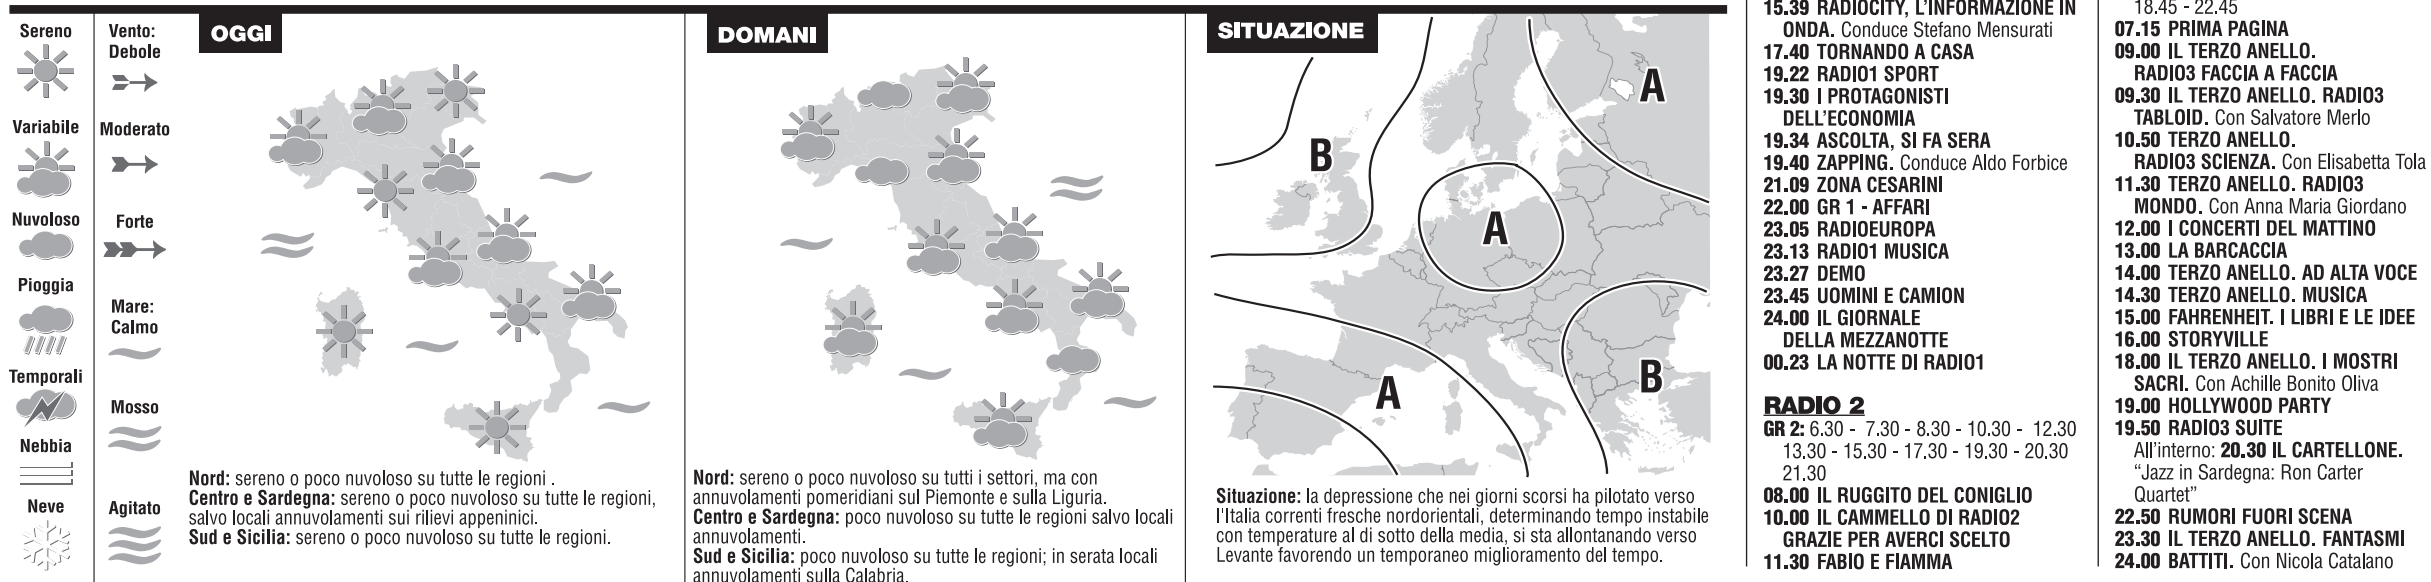 Sereno
Variabile
Nuvoloso
Pioggia
Temporali
Nebbia
Neve
Vento:
Debole
Moderato
Forte
Mare:
Calmo
Mosso
Agitato
OGGI
Nord: sereno o poco nuvoloso su tutte le regioni .
Centro e Sardegna: sereno o poco nuvoloso su tutte le regioni,
salvo locali annuvolamenti sui rilievi appeninici.
Sud e Sicilia: sereno o poco nuvoloso su tutte le regioni.
DOMANI
Nord: sereno o poco nuvoloso su tutti i settori, ma con
annuvolamenti pomeridiani sul Piemonte e sulla Liguria.
Centro e Sardegna: poco nuvoloso su tutte le regioni salvo locali
annuvolamenti.
Sud e Sicilia: poco nuvoloso su tutte le regioni; in serata locali
annuvolamenti sulla Calabria.
SITUAZIONE
A
B
A
B
A
Situazione: la depressione che nei giorni scorsi ha pilotato verso
l'Italia correnti fresche nordorientali, determinando tempo instabile
con temperature al di sotto della media, si sta allontanando verso
Levante favorendo un temporaneo miglioramento del tempo.
15.39 RADIOCITY, L'INFORMAZIONE IN
ONDA. Conduce Stefano Mensurati
17.40 TORNANDO A CASA
19.22 RADIO1 SPORT
19.30 I PROTAGONISTI
DELL'ECONOMIA
19.34 ASCOLTA, SI FA SERA
19.40 ZAPPING. Conduce Aldo Forbice
21.09 ZONA CESARINI
22.00 GR 1 - AFFARI
23.05 RADIOEUROPA
23.13 RADIO1 MUSICA
23.27 DEMO
23.45 UOMINI E CAMION
24.00 IL GIORNALE
DELLA MEZZANOTTE
00.23 LA NOTTE DI RADIO1
RADIO 2
GR 2: 6.30 - 7.30 - 8.30 - 10.30 - 12.30
13.30 - 15.30 - 17.30 - 19.30 - 20.30
21.30
08.00 IL RUGGITO DEL CONIGLIO
10.00 IL CAMMELLO DI RADIO2
GRAZIE PER AVERCI SCELTO
11.30 FABIO E FIAMMA
18.45 - 22.45
07.15 PRIMA PAGINA
09.00 IL TERZO ANELLO.
RADIO3 FACCIA A FACCIA
09.30 IL TERZO ANELLO. RADIO3
TABLOID. Con Salvatore Merlo
10.50 TERZO ANELLO.
RADIO3 SCIENZA. Con Elisabetta Tola
11.30 TERZO ANELLO. RADIO3
MONDO. Con Anna Maria Giordano
12.00 I CONCERTI DEL MATTINO
13.00 LA BARCACCIA
14.00 TERZO ANELLO. AD ALTA VOCE
14.30 TERZO ANELLO. MUSICA
15.00 FAHRENHEIT. I LIBRI E LE IDEE
16.00 STORYVILLE
18.00 IL TERZO ANELLO. I MOSTRI
SACRI. Con Achille Bonito Oliva
19.00 HOLLYWOOD PARTY
19.50 RADIO3 SUITE
All'interno: 20.30 IL CARTELLONE.
“Jazz in Sardegna: Ron Carter
Quartet”
22.50 RUMORI FUORI SCENA
23.30 IL TERZO ANELLO. FANTASMI
24.00 BATTITI. Con Nicola Catalano